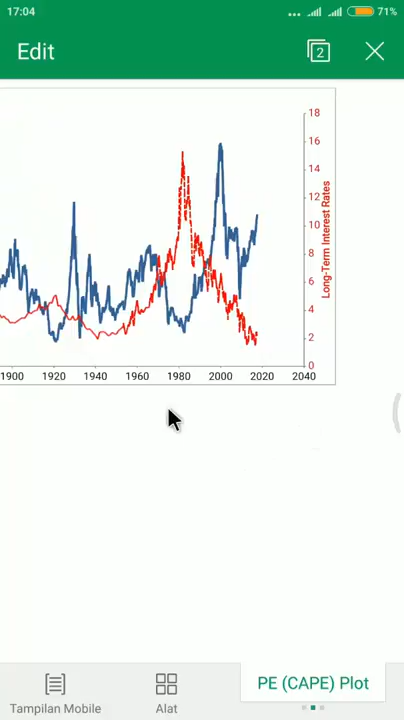 17:04
71%
Edit
2
18
16
14
12
10
8
6
4
2
0
Long-Term Interest Rates
1900 1920 1940 1960 1980 2000 2020 2040
Tampilan Mobile
Alat
PE (CAPE) Plot